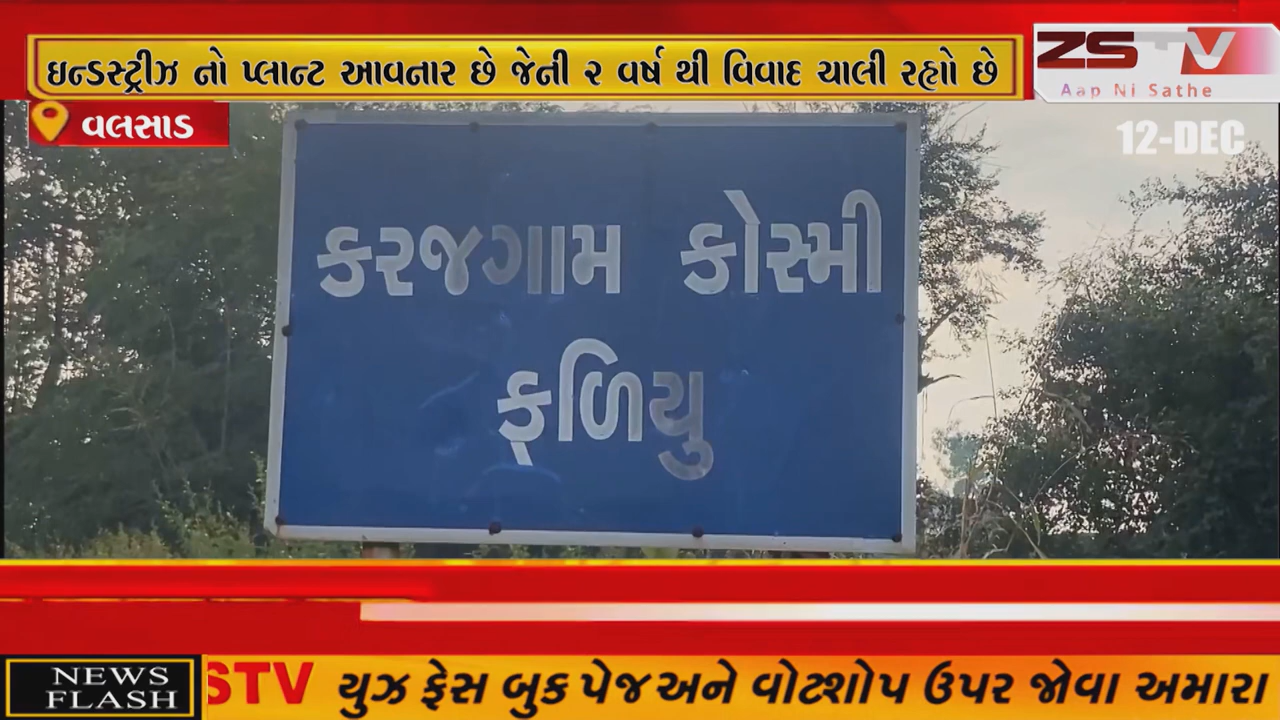 ઇન્ડસ્ટ્રીઝ નો પ્લાન્ટ આવનાર છે જેની ૨ વર્ષ થી વિવાદ ચાલી રહ્યો છે
ZSTV
Aap Ni Sathe
વલસાડ
12-DEC
કરજગામ કોસ્મી
ફળિયુ
NEWS
FLASH
STV ન્યુઝ ફેસ બુક પેજ અને વોટશોપ ઉપર જોવા અમારા